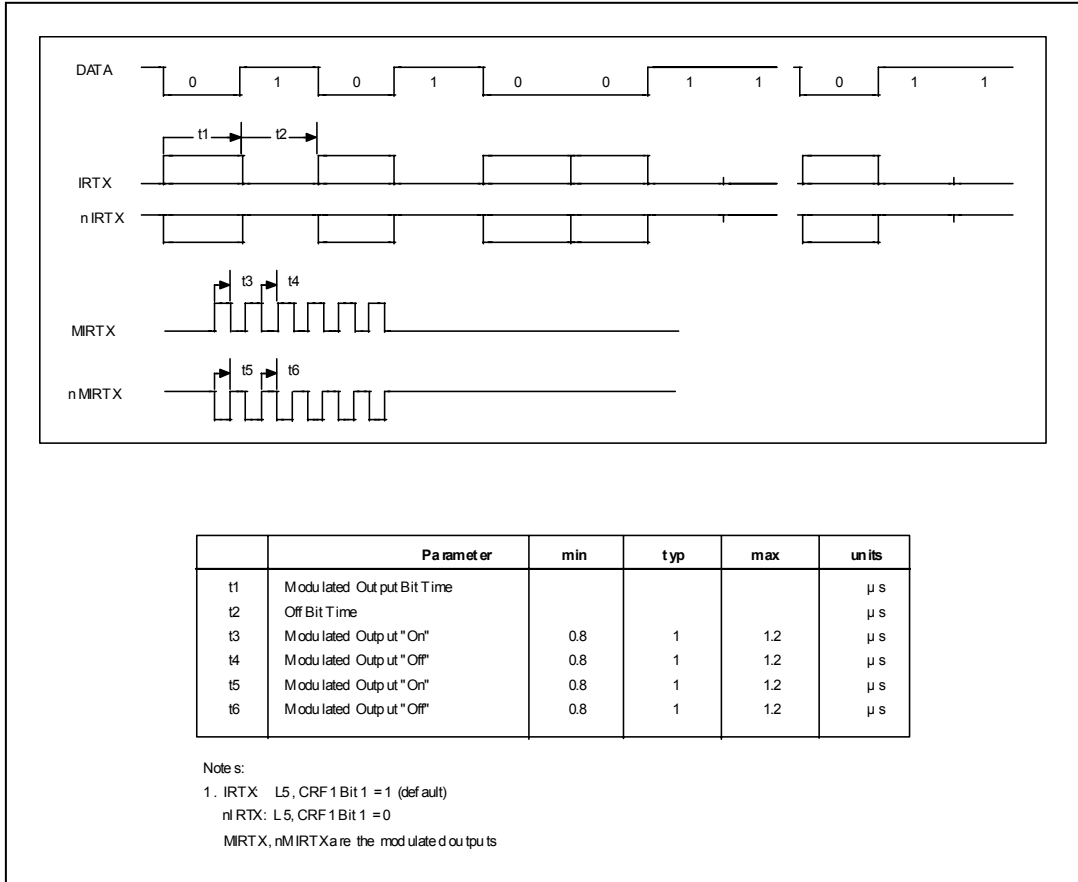 DATA 0 1 0 1 0 0 1 1 0 1 1
t1 t2
IRTX
nIRTX
t3 t4
MIRTX
t5 t6
nMIRTX
Parameter min typ max units
t1 Modulated Output Bit Time µs
t2 Off Bit Time µs
t3 Modulated Output "On" 0.8 1 1.2 µs
t4 Modulated Output "Off" 0.8 1 1.2 µs
t5 Modulated Output "On" 0.8 1 1.2 µs
t6 Modulated Output "Off" 0.8 1 1.2 µs
Notes:
1. IRTX: L5, CRF1 Bit 1 = 1 (default)
nIRTX: L5, CRF1 Bit 1 = 0
MIRTX, nMIRTX are the modulated outputs